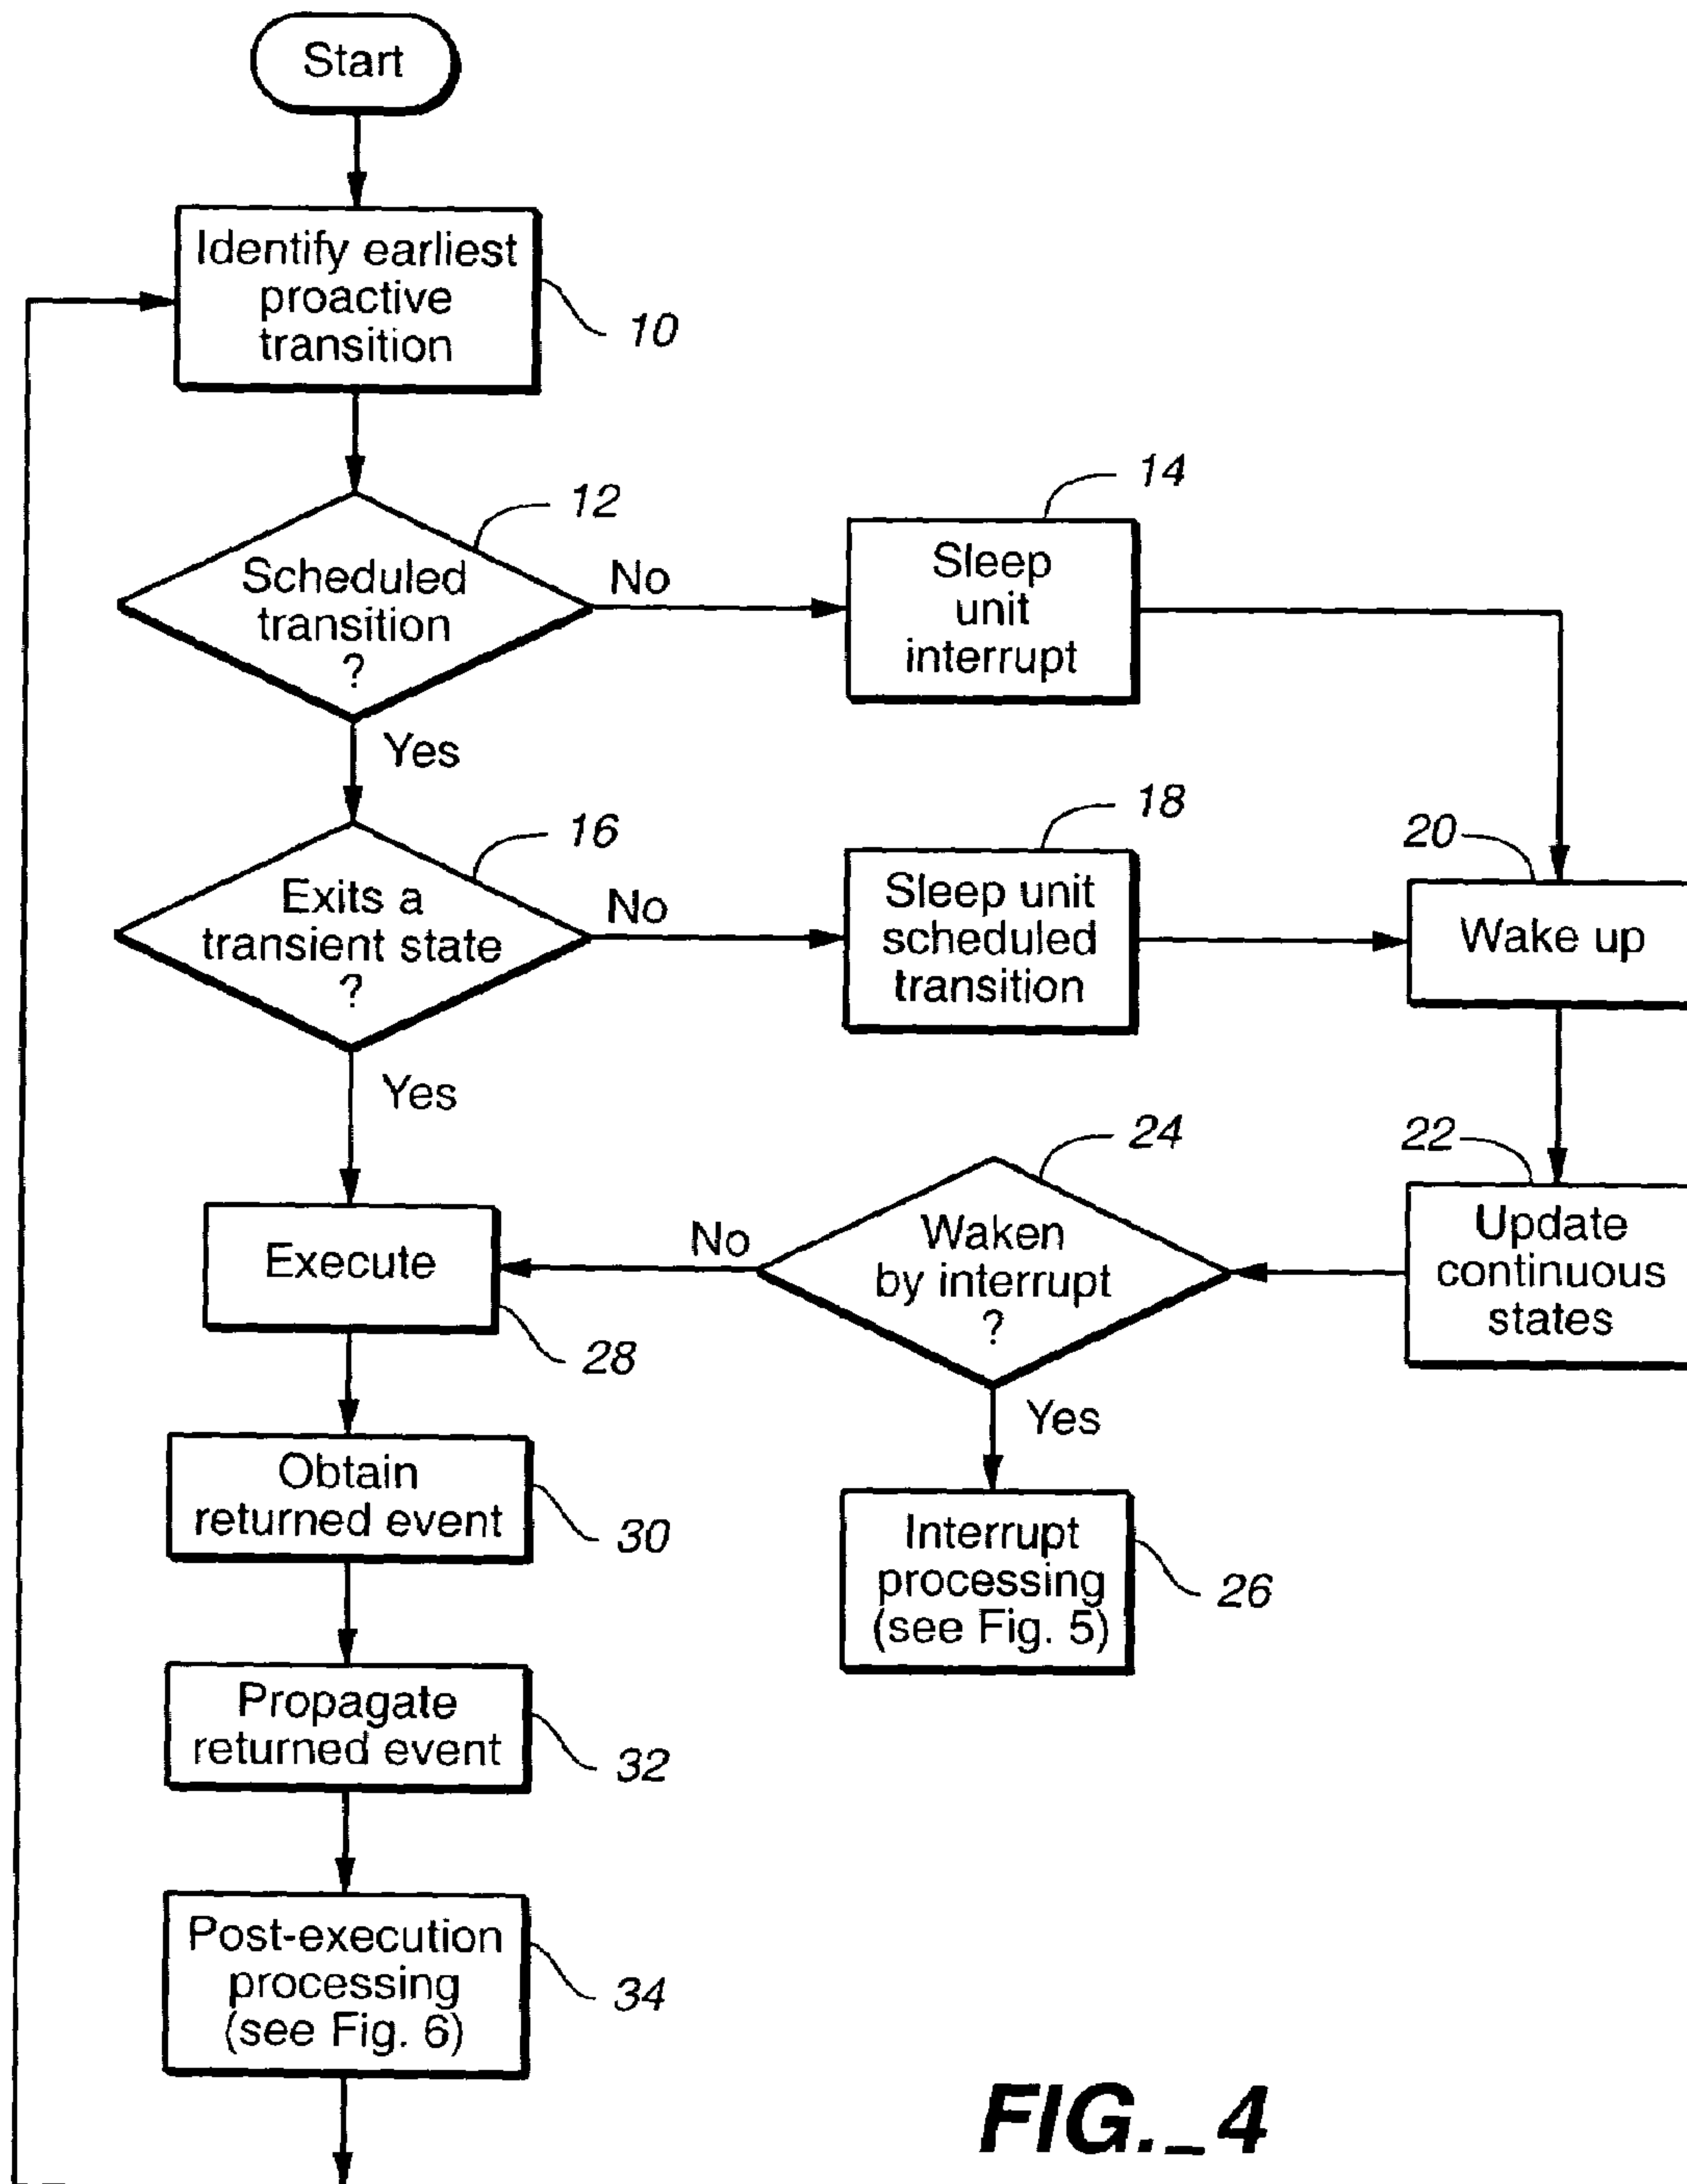 Start
Identify earliest
proactive
transition
10
12
Scheduled
transition
?
No
14
Sleep
unit
interrupt
Yes
16
Exits a
transient state
?
No
18
Sleep unit
scheduled
transition
20
Wake up
Yes
22
Update
continuous
states
24
Waken
by interrupt
?
No
Yes
Execute
28
Interrupt
processing
(see Fig. 5)
26
Obtain
returned event
30
Propagate
returned event
32
Post-execution
processing
(see Fig. 6)
34
FIG._4